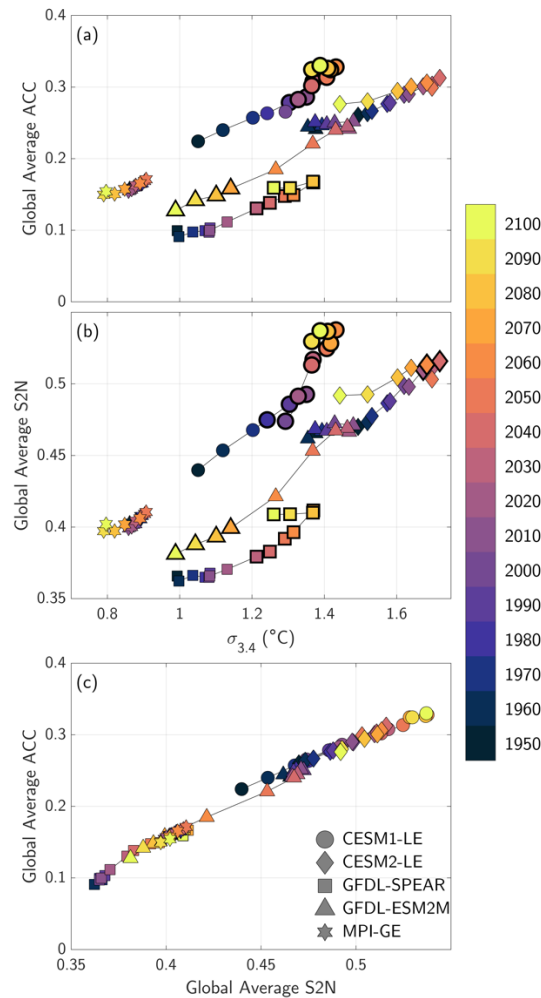 0.4
(a)
0.3
Global Average ACC
0.2
0.1
0
(b)
0.5
Global Average S2N
0.45
0.4
0.35
0.8 1 1.2 1.4 1.6
σ3.4 (°C)
2100
2090
2080
2070
2060
2050
2040
2030
2020
2010
2000
1990
1980
1970
1960
1950
0.4
(c)
0.3
Global Average ACC
0.2
0.1
0
CESM1-LE
CESM2-LE
GFDL-SPEAR
GFDL-ESM2M
MPI-GE
0.35 0.4 0.45 0.5
Global Average S2N